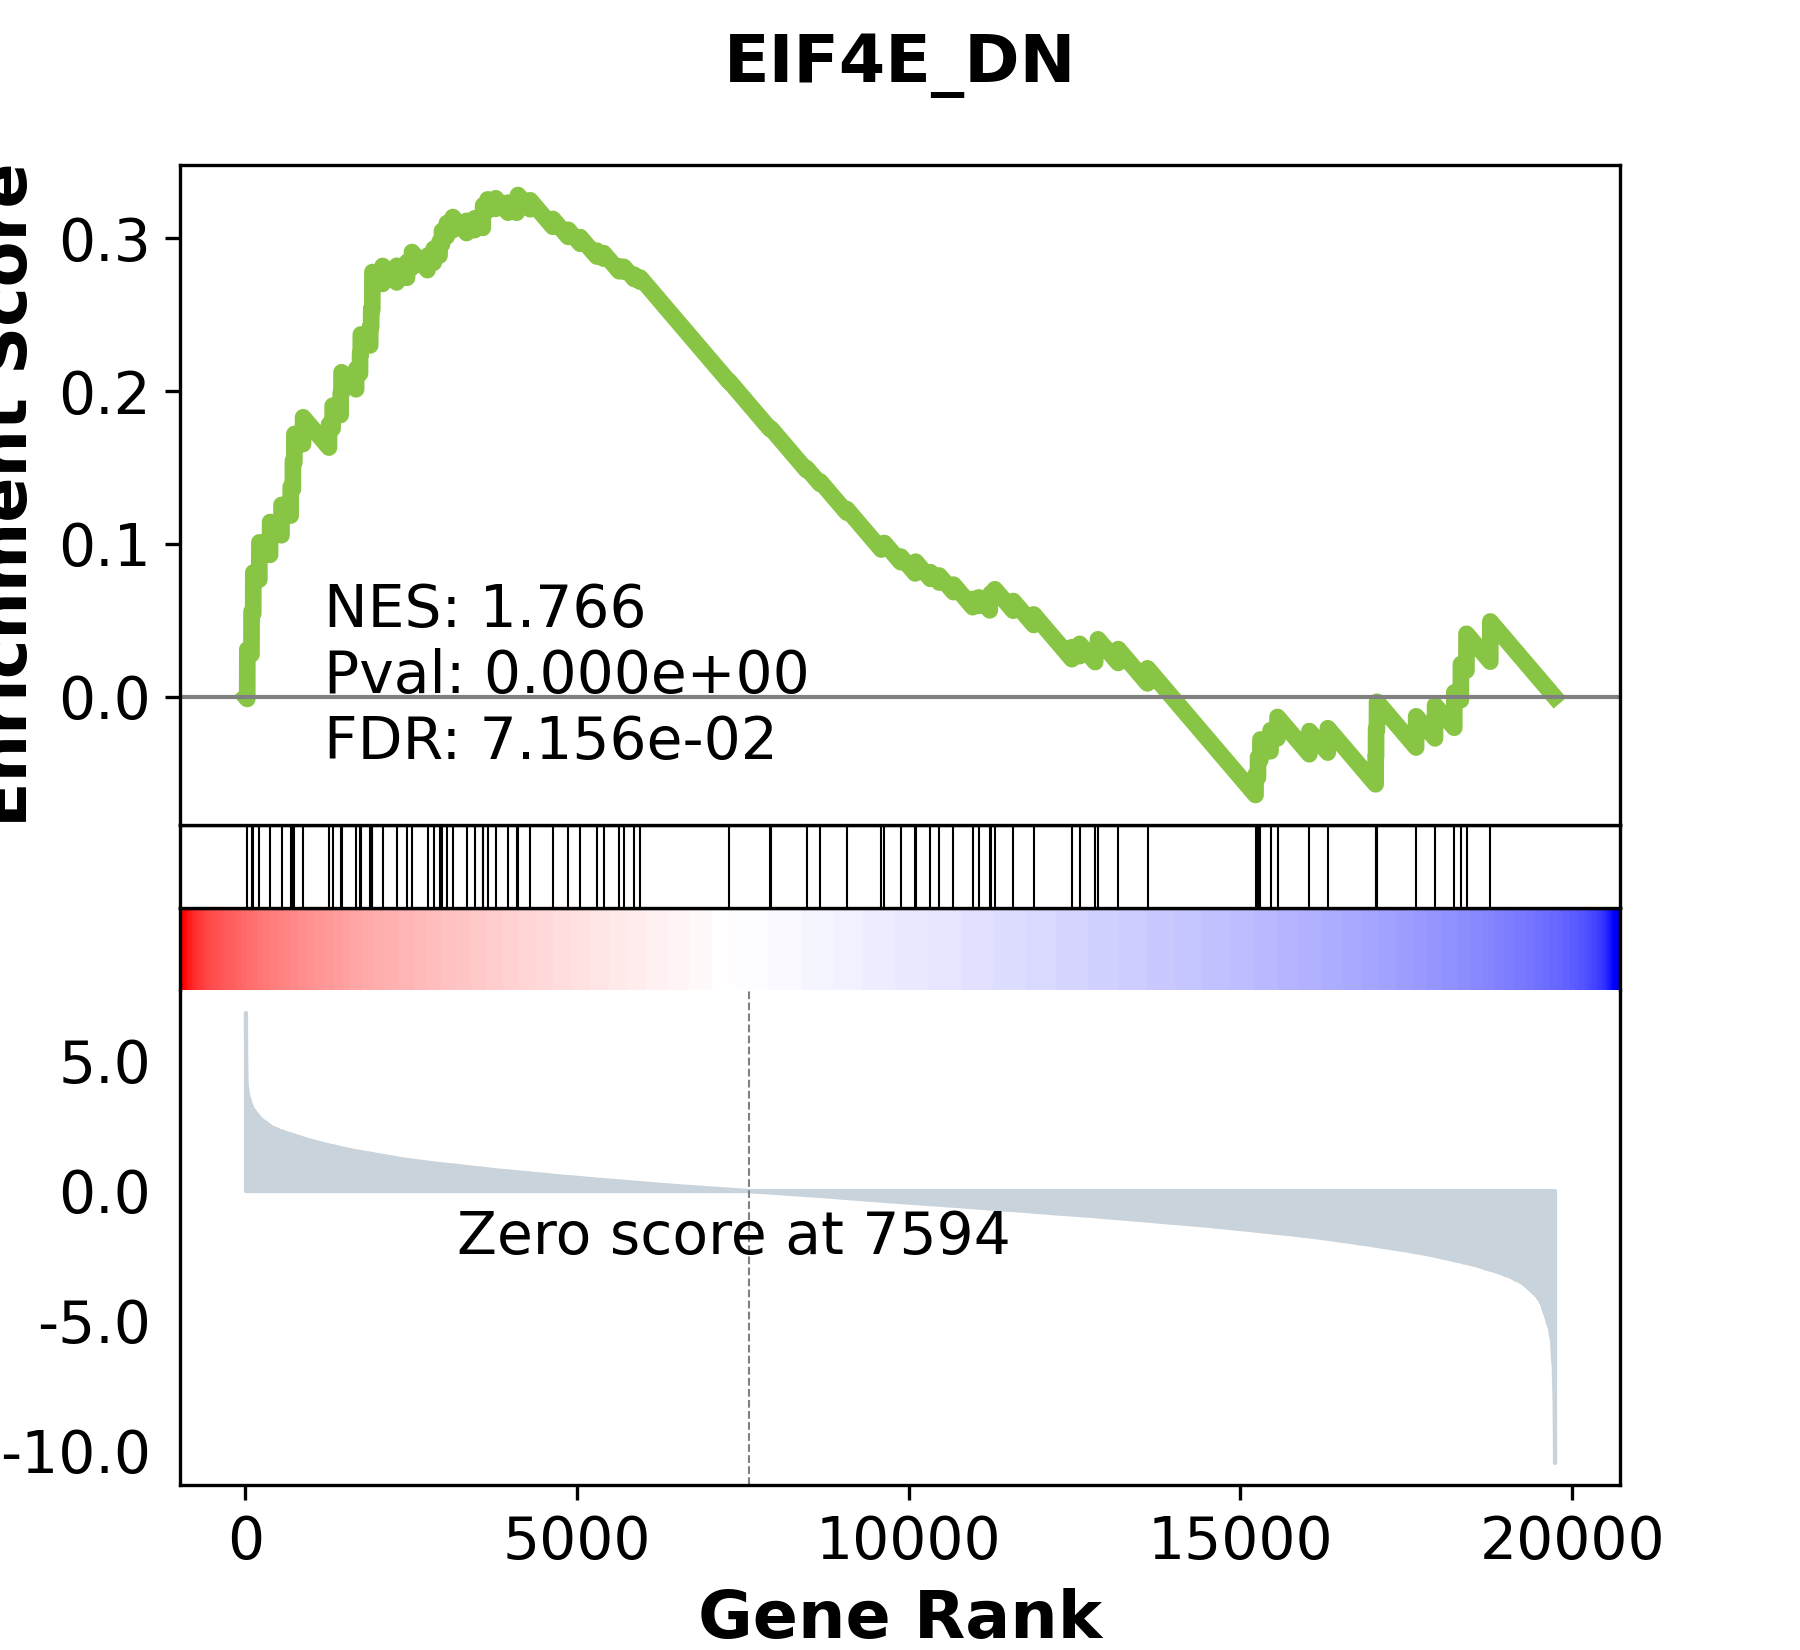 EIF4E_DN
Enrichment Score
0.3
0.2
0.1
0.0
NES: 1.766
Pval: 0.000e+00
FDR: 7.156e-02
5.0
0.0
-5.0
-10.0
Zero score at 7594
0
5000
10000
15000
20000
Gene Rank